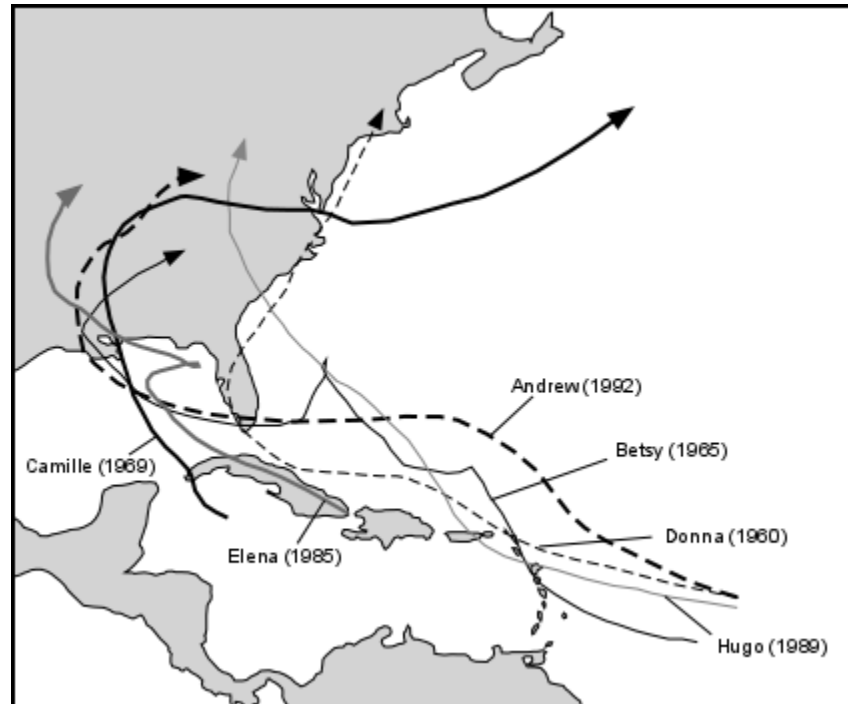 Andrew (1992)
Betsy (1965)
Camille (1969)
Donna (1960)
Elena (1985)
Hugo (1989)